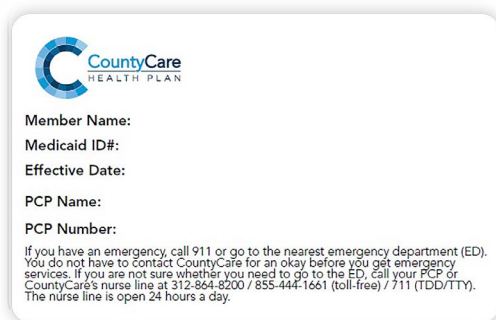 CountyCare
HEALTH PLAN
Member Name:
Medicaid ID#:
Effective Date:
PCP Name:
PCP Number:
If you have an emergency, call 911 or go to the nearest emergency department (ED).
You do not have to contact CountyCare for an okay before you get emergency
services. If you are not sure whether you need to go to the ED, call your PCP or
CountyCare's nurse line at 312-864-8200 / 855-444-1661 (toll-free) / 711 (TDD/TTY).
The nurse line is open 24 hours a day.